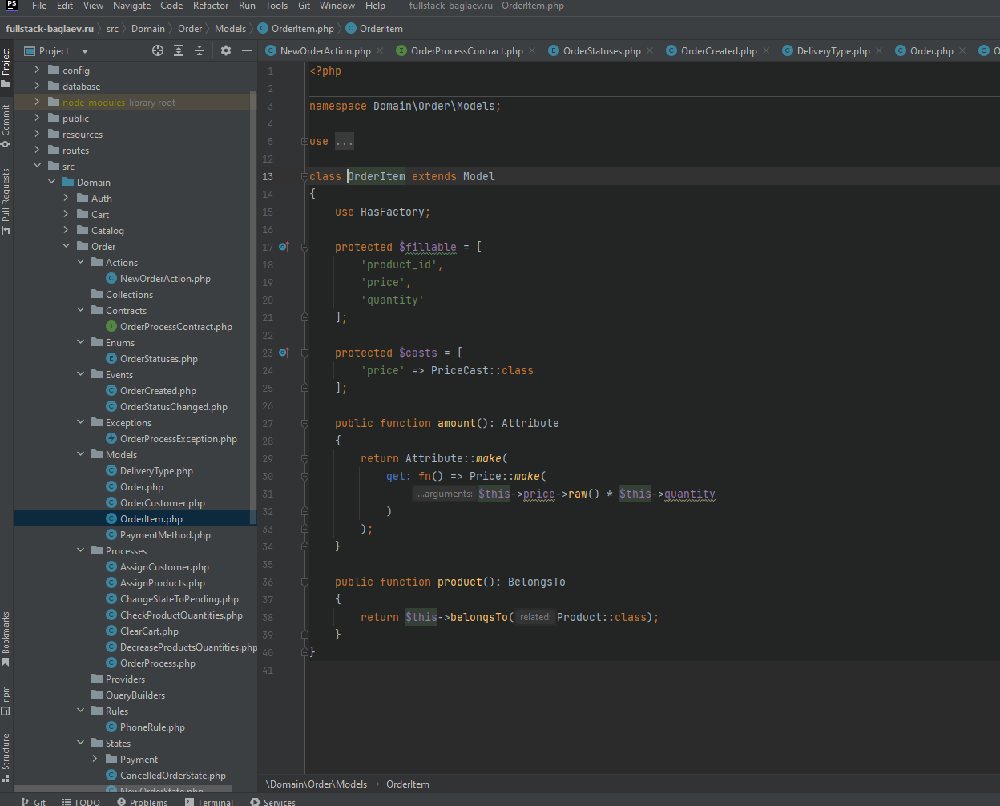 PS File Edit View Navigate Code Refactor Run Tools Git Window Help fullstack-baglaev.ru - OrderItem.php
fullstack-baglaev.ru src Domain Order Models OrderItem.php OrderItem
Project
NewOrderAction.php OrderProcessContract.php OrderStatuses.php OrderCreated.php DeliveryType.php Order.php
Project
Commit
Pull Requests
Bookmarks
npm
Structure
config
database
node_modules library root
public
resources
routes
src
Domain
Auth
Cart
Catalog
Order
Actions
NewOrderAction.php
Collections
Contracts
OrderProcessContract.php
Enums
OrderStatuses.php
Events
OrderCreated.php
OrderStatusChanged.php
Exceptions
OrderProcessException.php
Models
DeliveryType.php
Order.php
OrderCustomer.php
OrderItem.php
PaymentMethod.php
Processes
AssignCustomer.php
AssignProducts.php
ChangeStateToPending.php
CheckProductQuantities.php
ClearCart.php
DecreaseProductsQuantities.php
OrderProcess.php
Providers
QueryBuilders
Rules
PhoneRule.php
States
Payment
CancelledOrderState.php
NewOrderState.php
1 <?php
2
3 namespace Domain\Order\Models;
4
5 use ...
12
13 class OrderItem extends Model
14 {
15 use HasFactory;
16
17 protected $fillable = [
18 'product_id',
19 'price',
20 'quantity'
21 ];
22
23 protected $casts = [
24 'price' => PriceCast::class
25 ];
26
27 public function amount(): Attribute
28 {
29 return Attribute::make(
30 get: fn() => Price::make(
31 ...arguments: $this->price->raw() * $this->quantity
32 )
33 );
34 }
35
36 public function product(): BelongsTo
37 {
38 return $this->belongsTo( related: Product::class);
39 }
40 }
41
\Domain\Order\Models OrderItem
Git TODO Problems Terminal Services